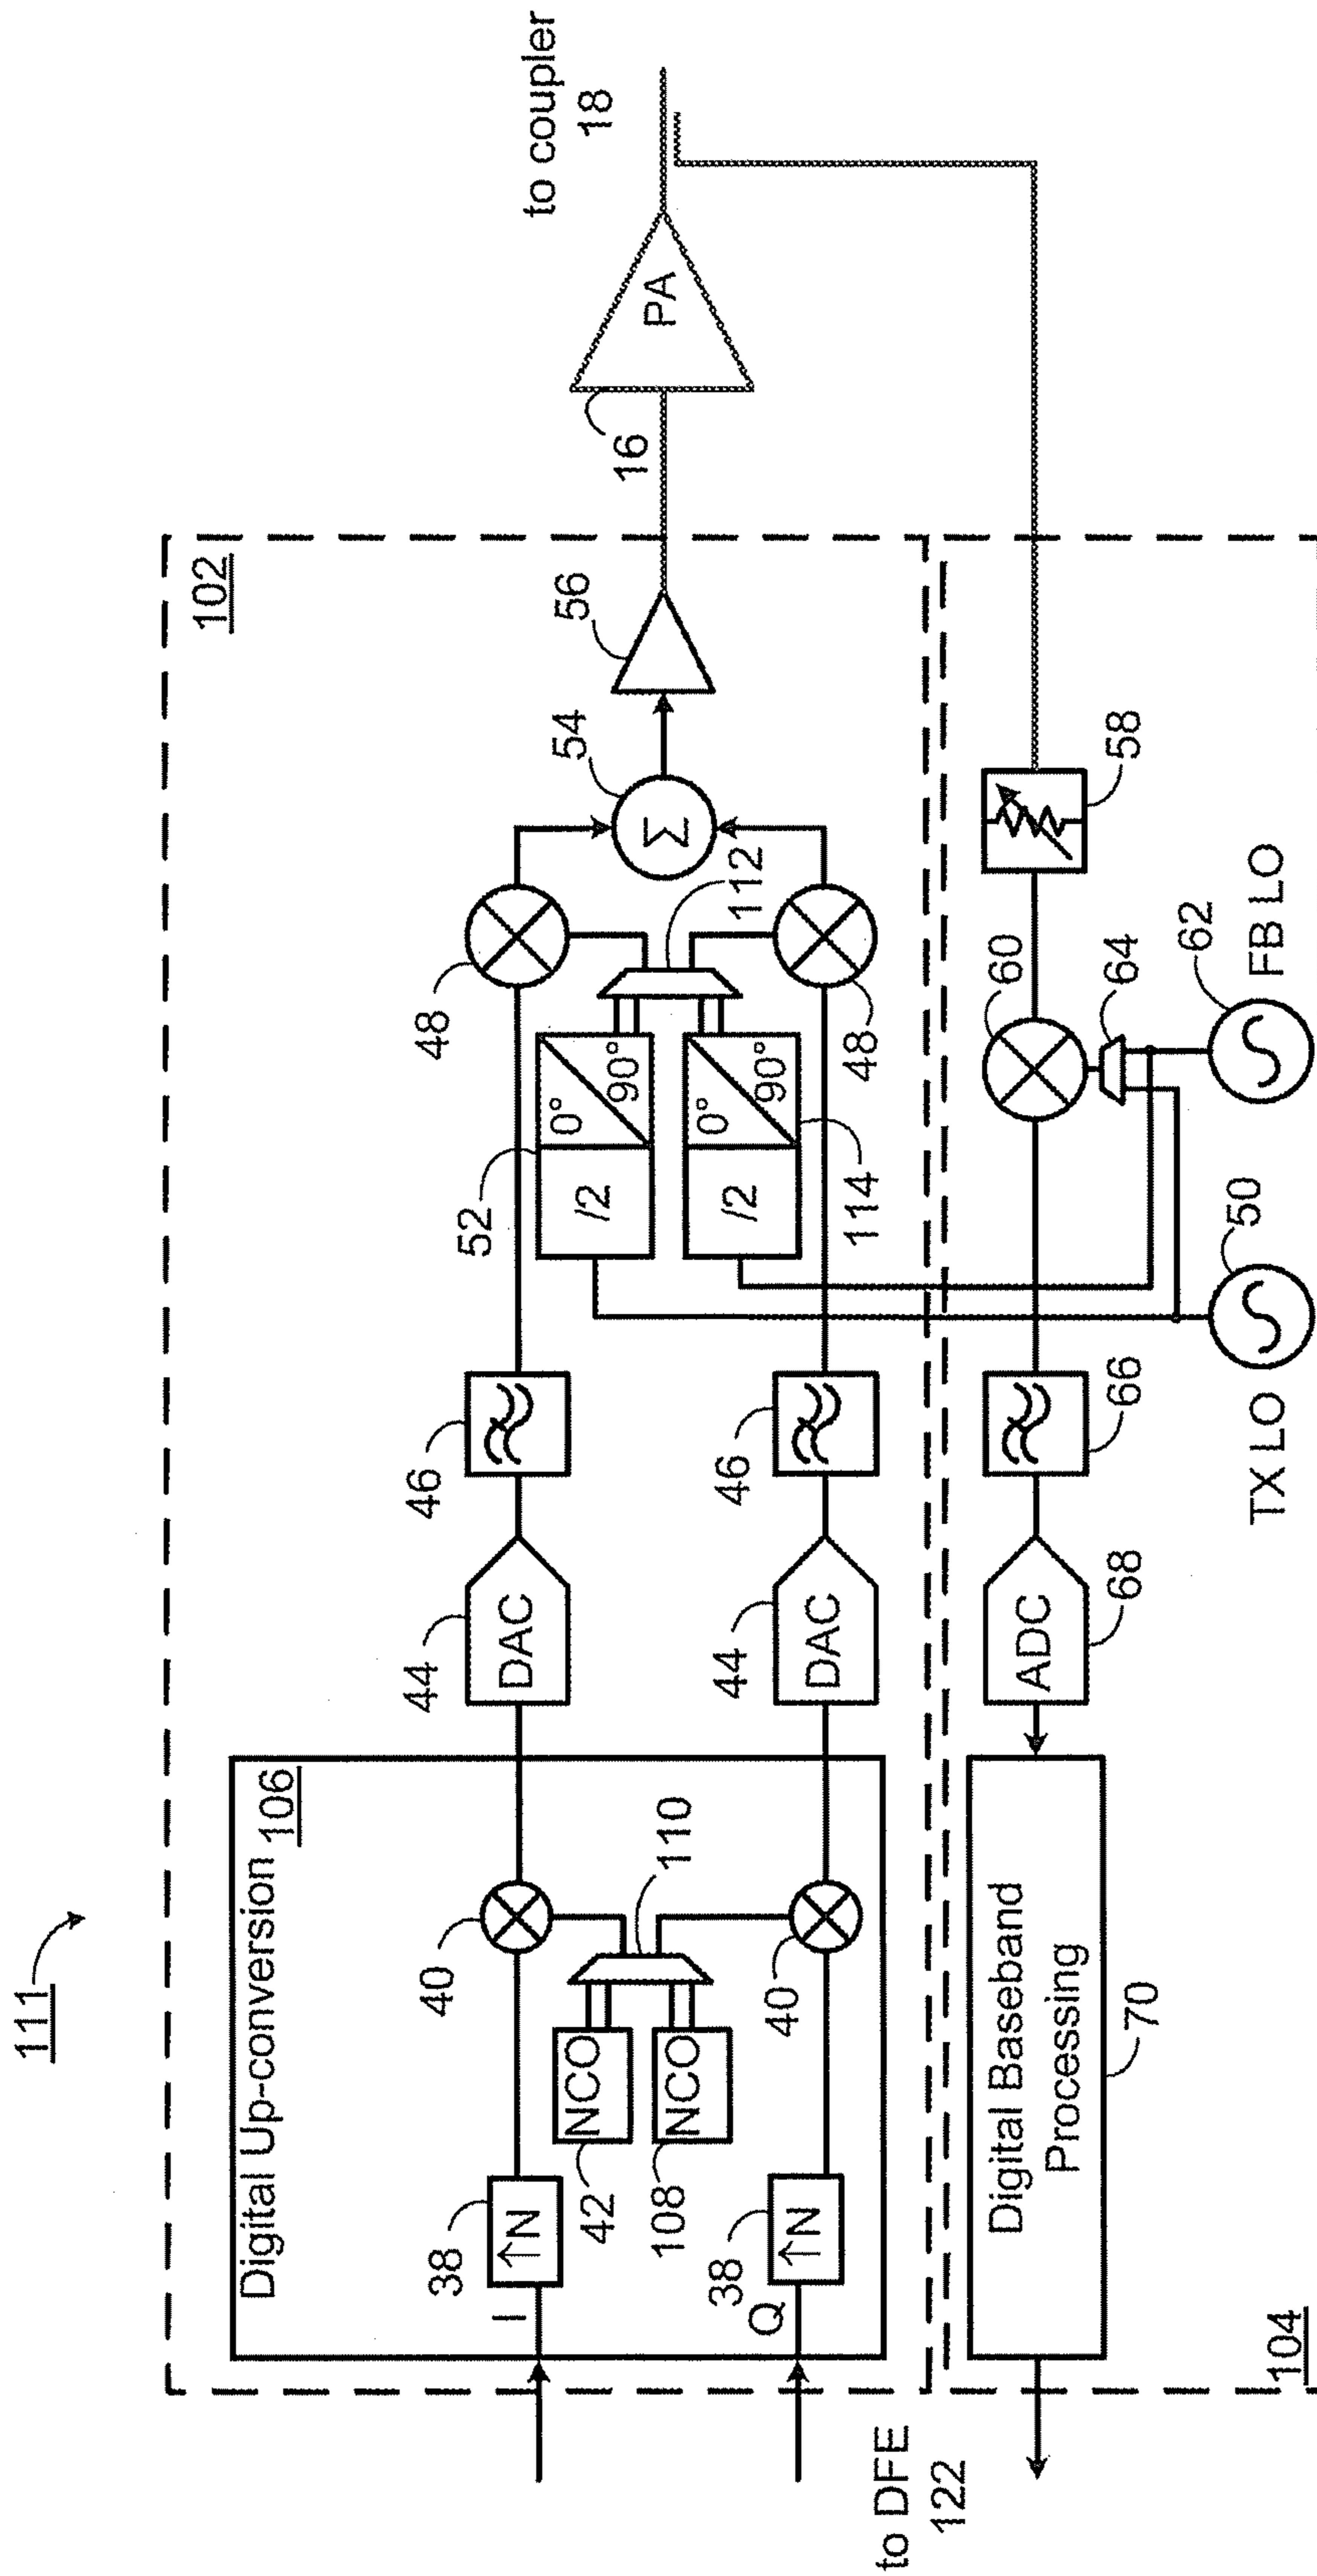 111
102
Digital Up-conversion 106
I
38
↑N
40
42
NCO
108
NCO
110
40
Q
38
↑N
44
DAC
46
44
DAC
46
48
52
/2
0°
90°
/2
0°
90°
114
112
48
54
Σ
56
16
PA
to coupler
18
to DFE
122
104
Digital Baseband
Processing
70
ADC
68
66
60
64
58
50
TX LO
62
FB LO